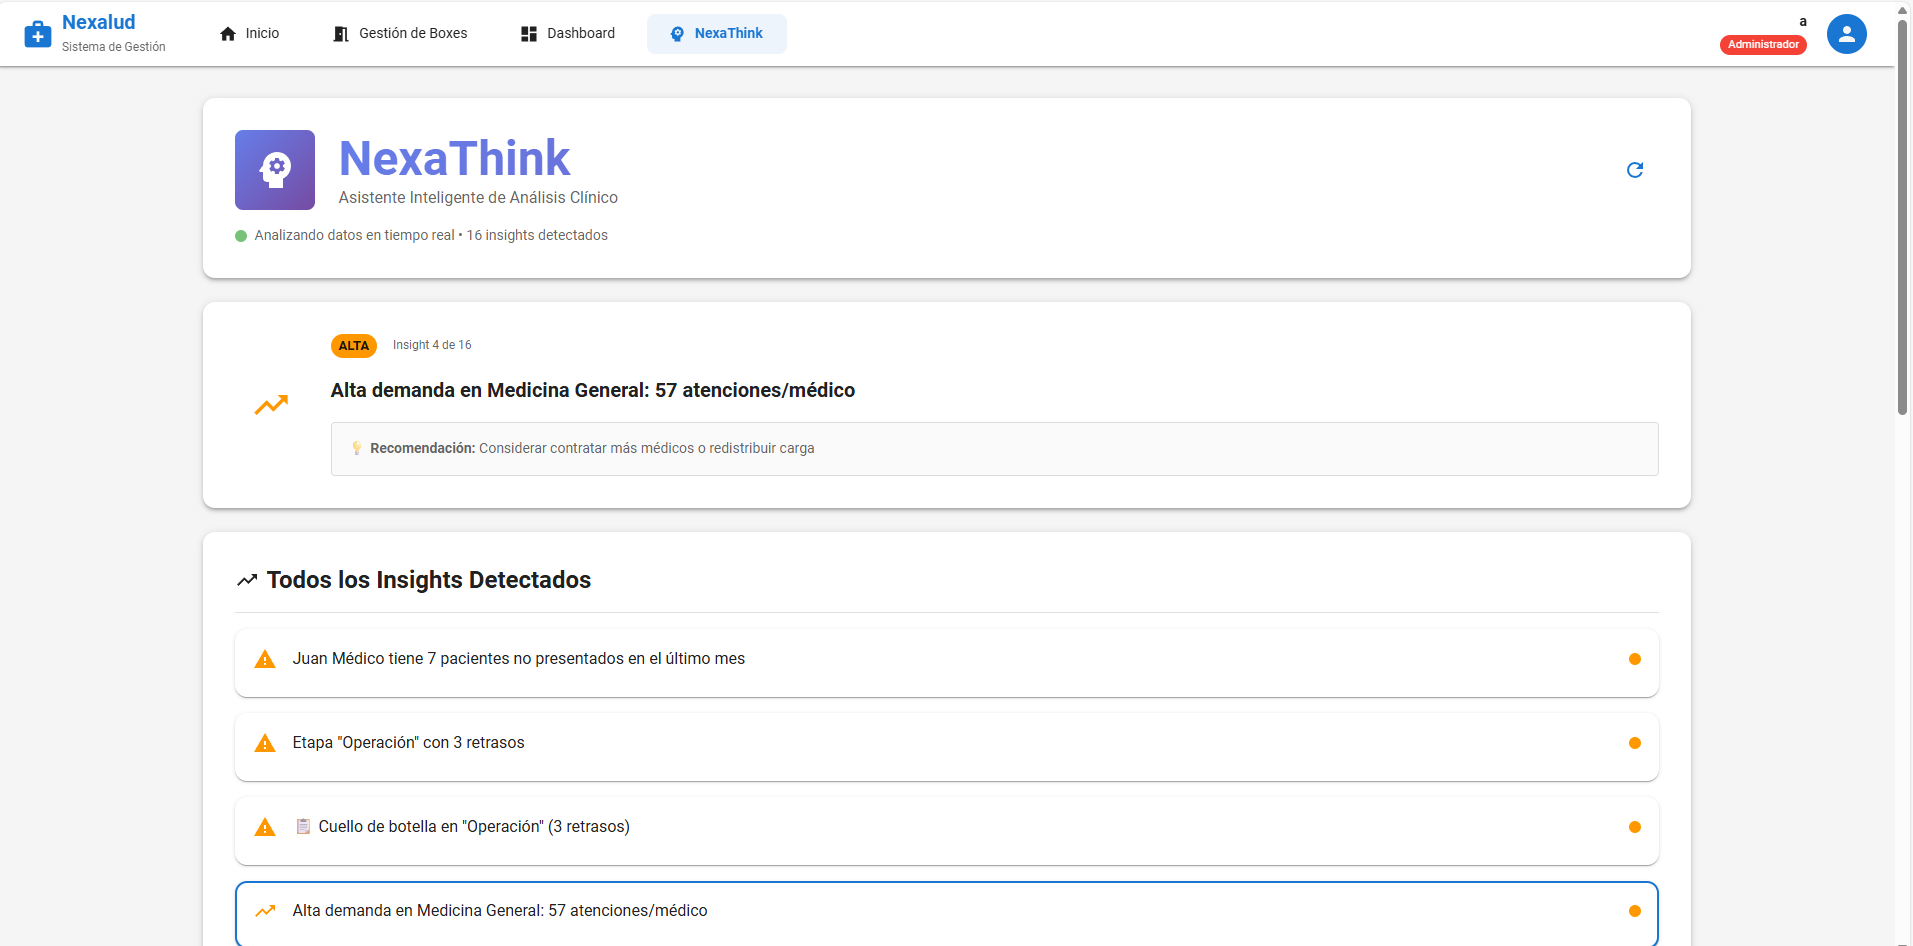 Nexalud
Sistema de Gestión
Inicio
Gestión de Boxes
Dashboard
NexaThink
a
Administrador
NexaThink
Asistente Inteligente de Análisis Clínico
Analizando datos en tiempo real • 16 insights detectados
ALTA
Insight 4 de 16
Alta demanda en Medicina General: 57 atenciones/médico
💡 Recomendación: Considerar contratar más médicos o redistribuir carga
Todos los Insights Detectados
Juan Médico tiene 7 pacientes no presentados en el último mes
Etapa "Operación" con 3 retrasos
📋 Cuello de botella en "Operación" (3 retrasos)
Alta demanda en Medicina General: 57 atenciones/médico